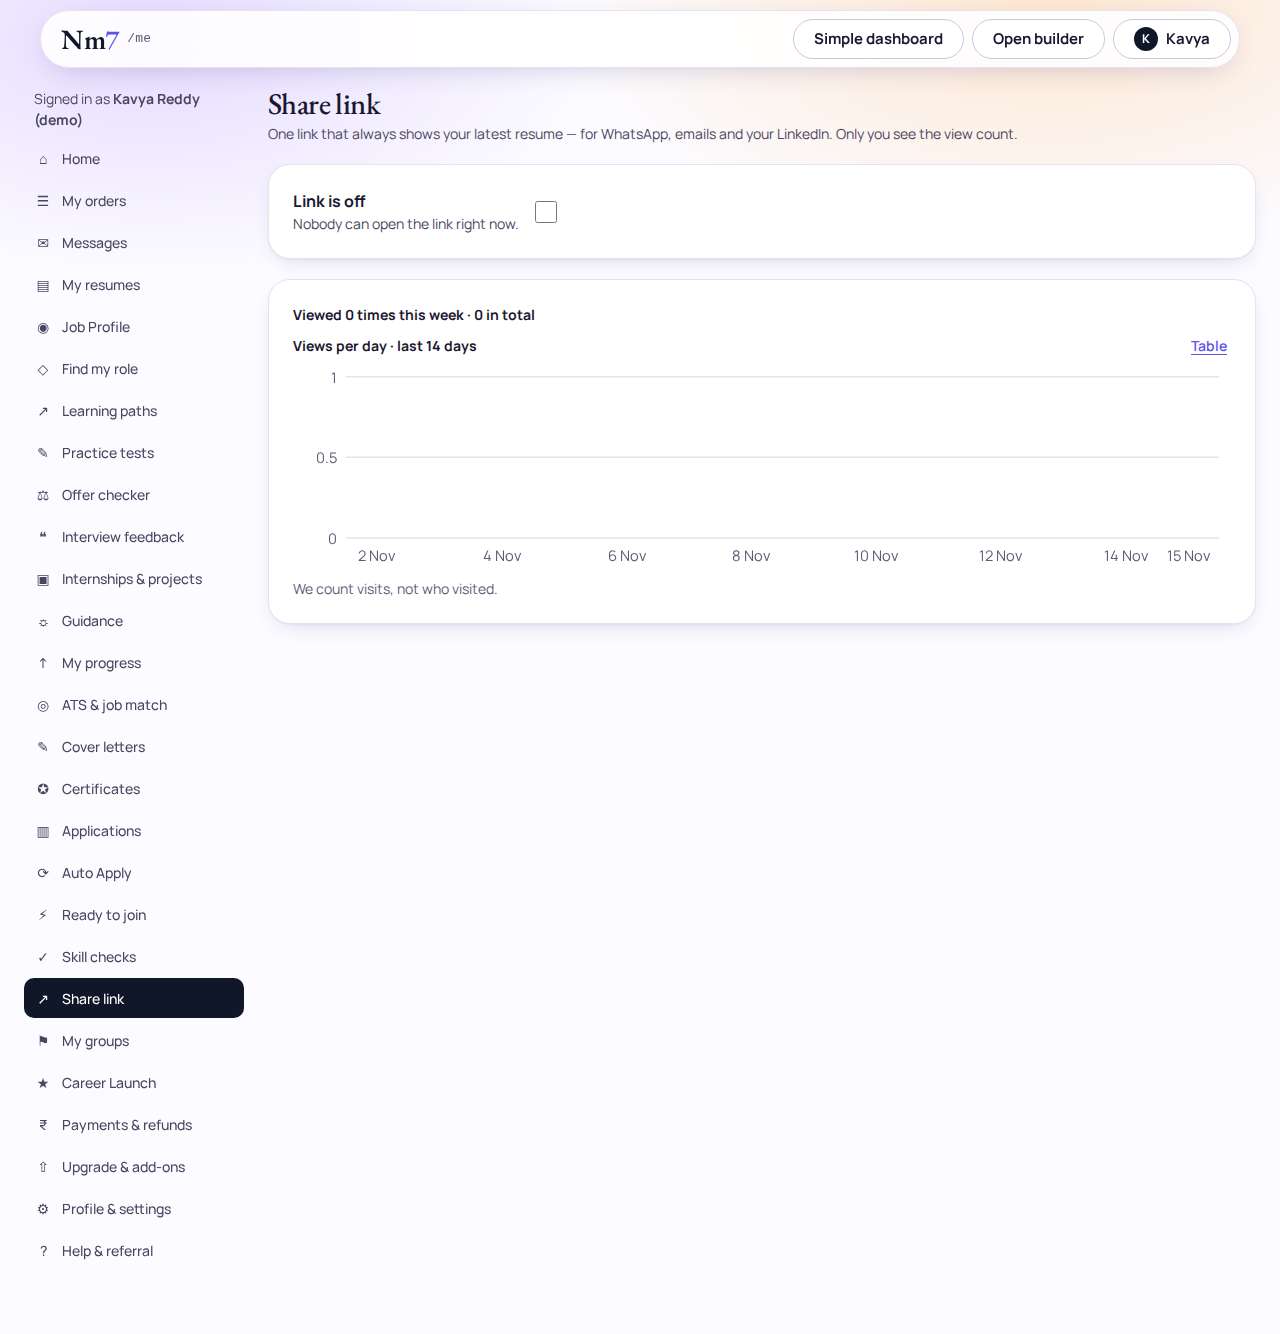 Nm7 /me
Simple dashboard
Open builder
K Kavya
Signed in as Kavya Reddy
(demo)
⌂ Home
☰ My orders
✉ Messages
▤ My resumes
◉ Job Profile
◇ Find my role
↗ Learning paths
✎ Practice tests
⚖ Offer checker
❝ Interview feedback
▣ Internships & projects
☼ Guidance
↑ My progress
◎ ATS & job match
✎ Cover letters
✪ Certificates
▥ Applications
⟳ Auto Apply
⚡ Ready to join
✓ Skill checks
↗ Share link
⚑ My groups
★ Career Launch
₹ Payments & refunds
⇧ Upgrade & add-ons
⚙ Profile & settings
? Help & referral
Share link
One link that always shows your latest resume — for WhatsApp, emails and your LinkedIn. Only you see the view count.
Link is off
Nobody can open the link right now.
Viewed 0 times this week · 0 in total
Views per day · last 14 days
Table
1
0.5
0
2 Nov 4 Nov 6 Nov 8 Nov 10 Nov 12 Nov 14 Nov 15 Nov
We count visits, not who visited.